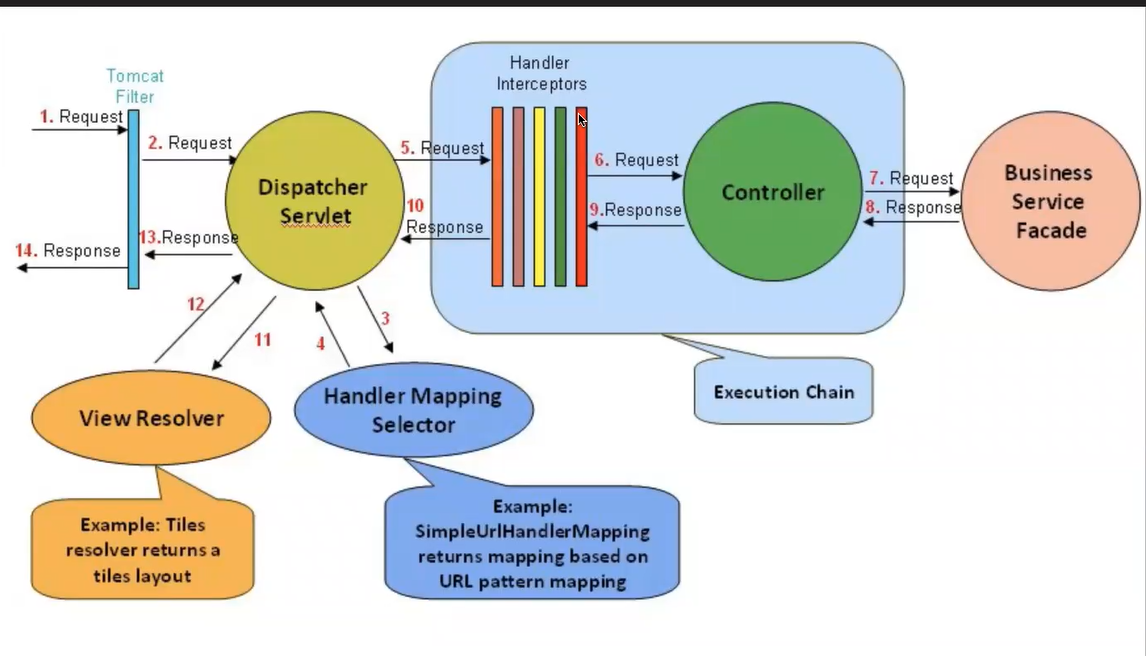 Tomcat
Filter
1. Request
2. Request
13.Response
14. Response
Dispatcher
Servlet
5. Request
10
Response
Handler
Interceptors
6. Request
9.Response
Controller
7. Request
8. Response
Business
Service
Facade
12
11
4
3
View Resolver
Handler Mapping
Selector
Execution Chain
Example: Tiles
resolver returns a
tiles layout
Example:
SimpleUrlHandlerMapping
returns mapping based on
URL pattern mapping